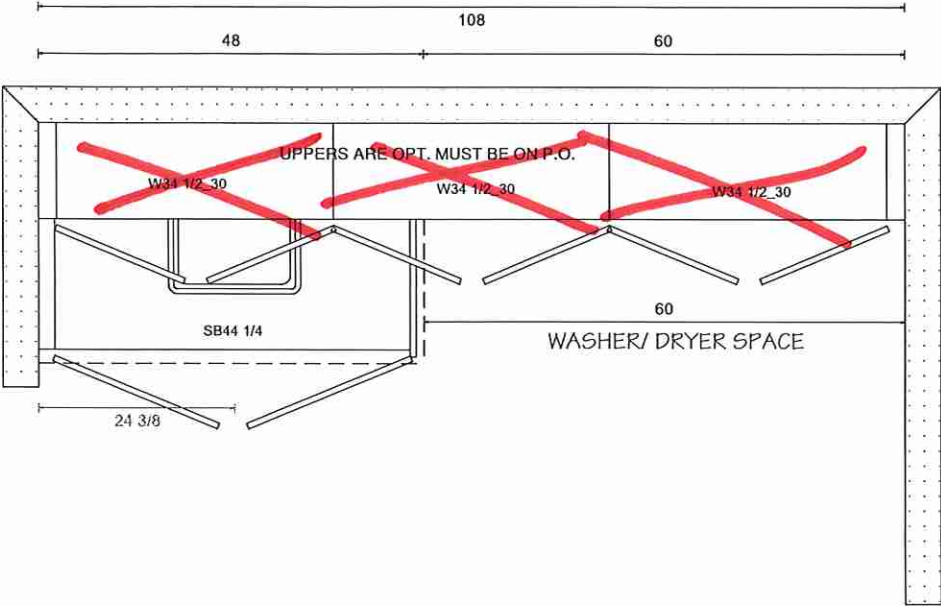 108
48
60
UPPERS ARE OPT. MUST BE ON P.O.
W34 1/2_30
W34 1/2_30
W34 1/2_30
60
SB44 1/4
WASHER/ DRYER SPACE
24 3/8